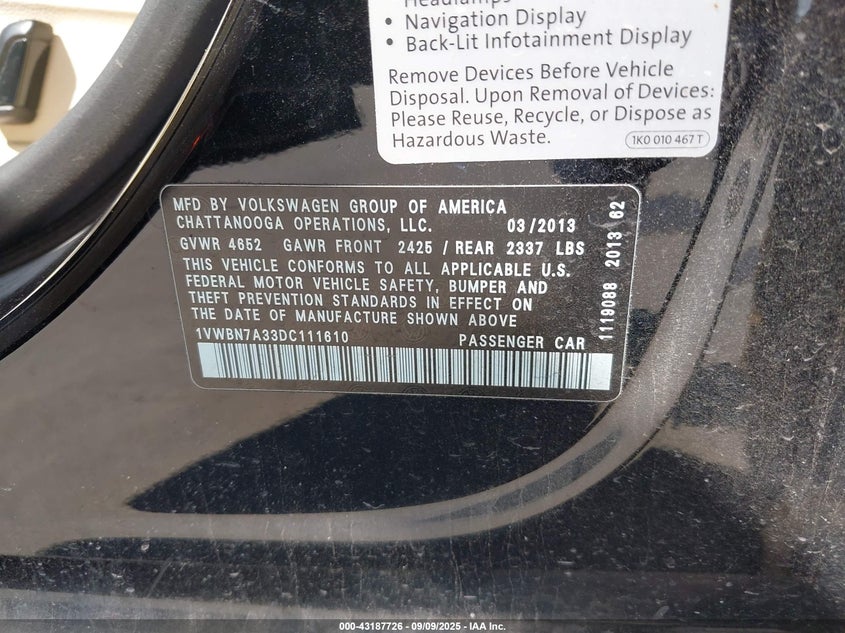 • Navigation Display
• Back-Lit Infotainment Display
Remove Devices Before Vehicle
Disposal. Upon Removal of Devices:
Please Reuse, Recycle, or Dispose as
Hazardous Waste.
1K0 010 467 T
MFD BY VOLKSWAGEN GROUP OF AMERICA
CHATTANOOGA OPERATIONS, LLC. 03/2013
GVWR 4652 GAWR FRONT 2425 / REAR 2337 LBS
THIS VEHICLE CONFORMS TO ALL APPLICABLE U.S.
FEDERAL MOTOR VEHICLE SAFETY, BUMPER AND
THEFT PREVENTION STANDARDS IN EFFECT ON
THE DATE OF MANUFACTURE SHOWN ABOVE
1VWBN7A33DC111610 PASSENGER CAR
1119088 2013 62
000-43187726 - 09/09/2025 - IAA Inc.